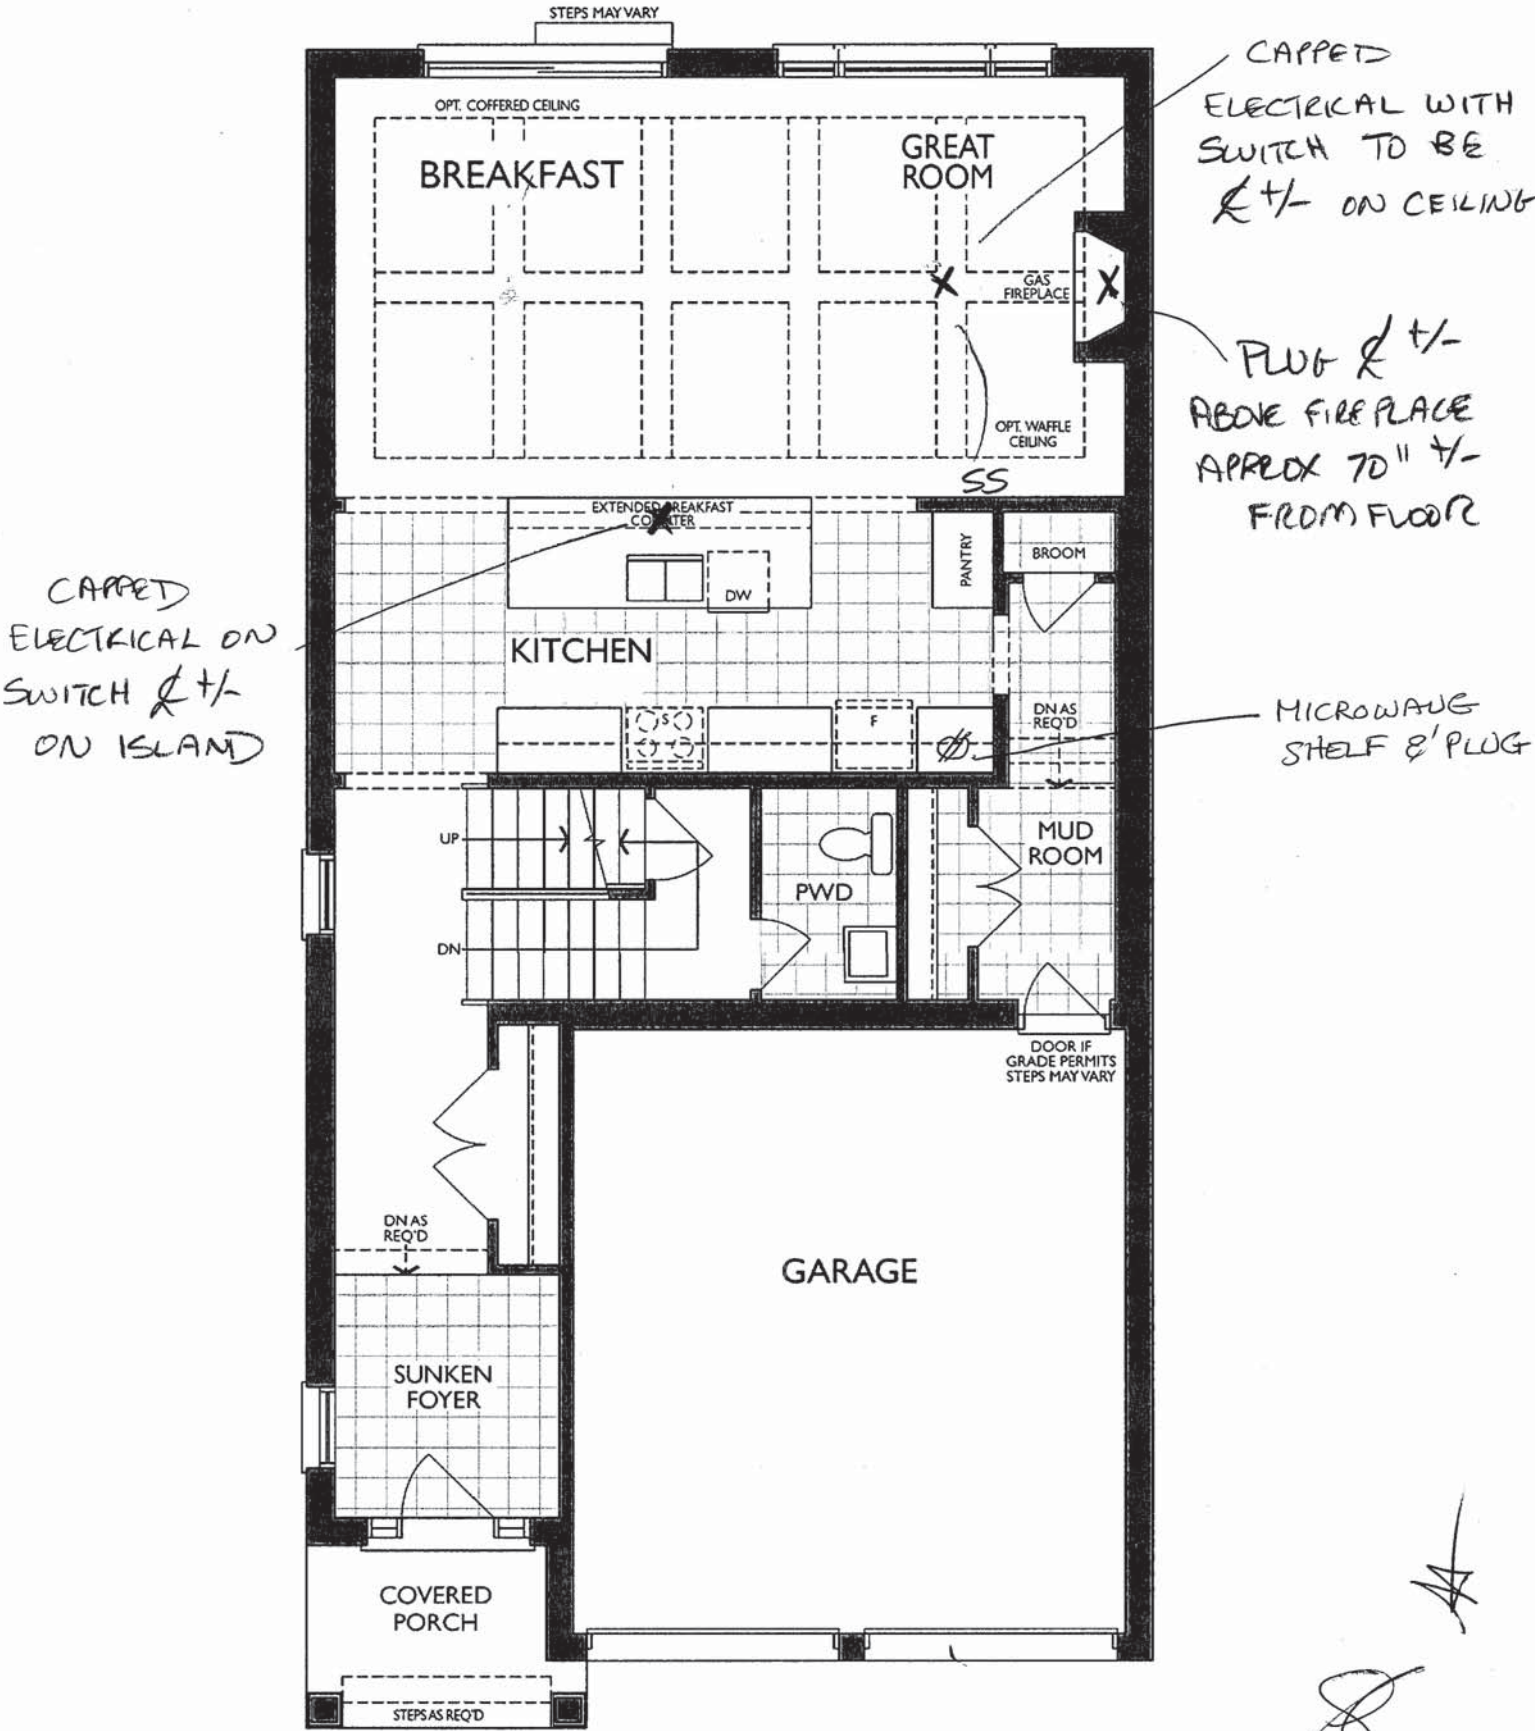 STEPS MAY VARY
CAPPED
ELECTRICAL WITH
SWITCH TO BE
℄ +/- ON CEILING
OPT. COFFERED CEILING
BREAKFAST
GREAT
ROOM
GAS
FIREPLACE
PLUG ℄ +/-
ABOVE FIREPLACE
APPROX 70" +/-
FROM FLOOR
OPT. WAFFLE
CEILING
SS
EXTENDED BREAKFAST
COUNTER
PANTRY
BROOM
DW
CAPPED
ELECTRICAL ON
SWITCH ℄ +/-
ON ISLAND
KITCHEN
S
F
DN AS
REQ'D
MICROWAVE
SHELF & PLUG
UP
MUD
ROOM
PWD
DN
DOOR IF
GRADE PERMITS
STEPS MAY VARY
DN AS
REQ'D
GARAGE
SUNKEN
FOYER
COVERED
PORCH
STEPS AS REQ'D